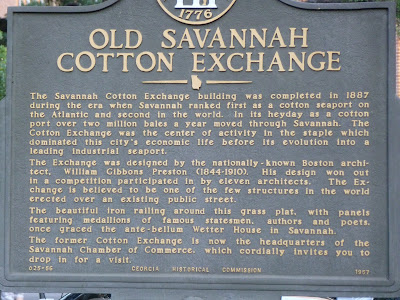 1776
OLD SAVANNAH
COTTON EXCHANGE
The Savannah Cotton Exchange building was completed in 1887
during the era when Savannah ranked first as a cotton seaport on
the Atlantic and second in the world. In its heyday as a cotton
port over two million bales a year moved through Savannah. The
Cotton Exchange was the center of activity in the staple which
dominated this city's economic life before its evolution into a
leading industrial seaport.
The Exchange was designed by the nationally-known Boston archi-
tect, William Gibbons Preston (1844-1910). His design won out
in a competition participated in by eleven architects. The Ex-
change is believed to be one of the few structures in the world
erected over an existing public street.
The beautiful iron railing around this grass plat, with panels
featuring medallions of famous statesmen, authors and poets,
once graced the ante-bellum Wetter House in Savannah.
The former Cotton Exchange is now the headquarters of the
Savannah Chamber of Commerce, which cordially invites you to
drop in for a visit.
025-56 GEORGIA HISTORICAL COMMISSION 1957